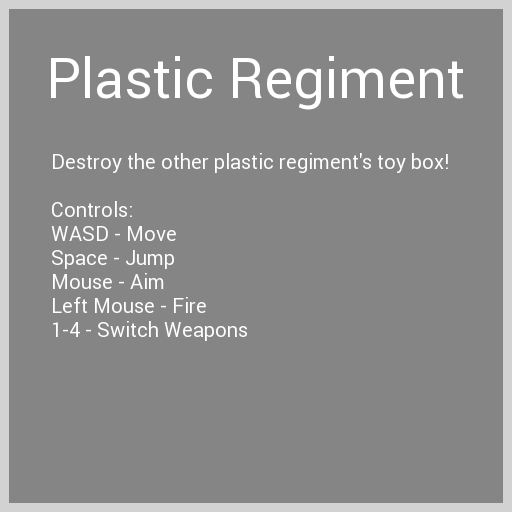 Plastic Regiment
Destroy the other plastic regiment's toy box!
Controls:
WASD - Move
Space - Jump
Mouse - Aim
Left Mouse - Fire
1-4 - Switch Weapons